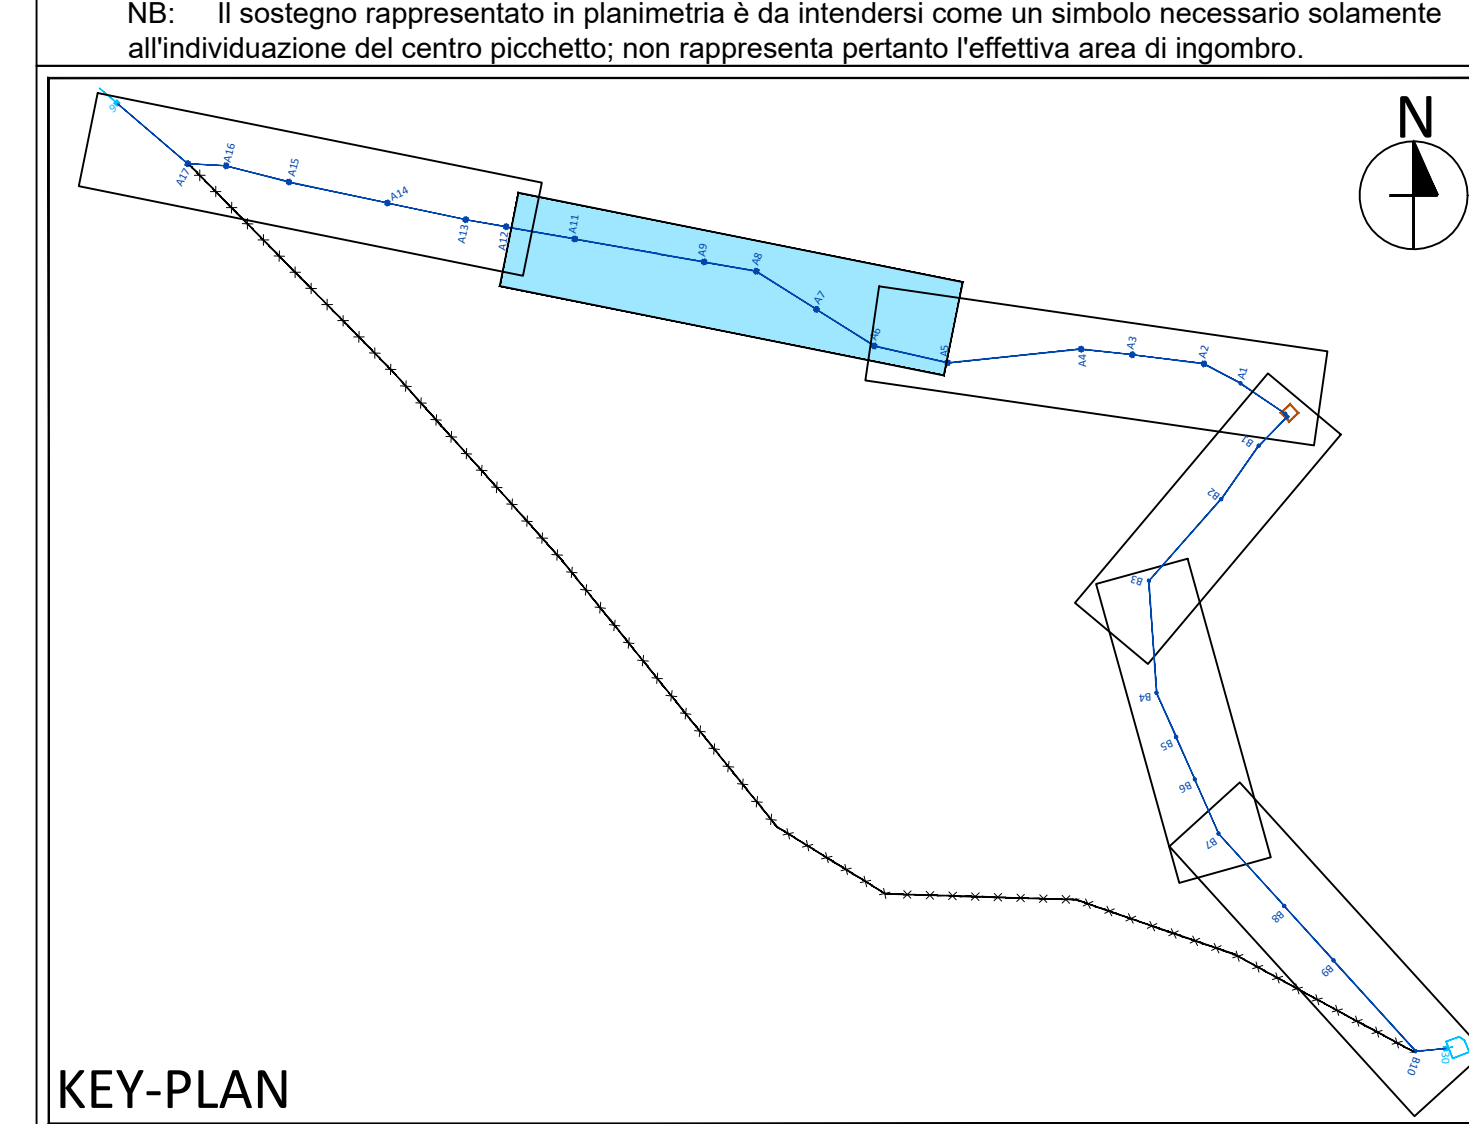 NB: Il sostegno rappresentato in planimetria è da intendersi come un simbolo necessario solamente
all'individuazione del centro picchetto; non rappresenta pertanto l'effettiva area di ingombro.
N
A17
A16
A15
A14
A13
A12
A11
A9
A8
A7
A6
A5
A4
A3
A2
A1
B1
B2
B3
B4
B5
B6
B7
B8
B9
B10
KEY-PLAN